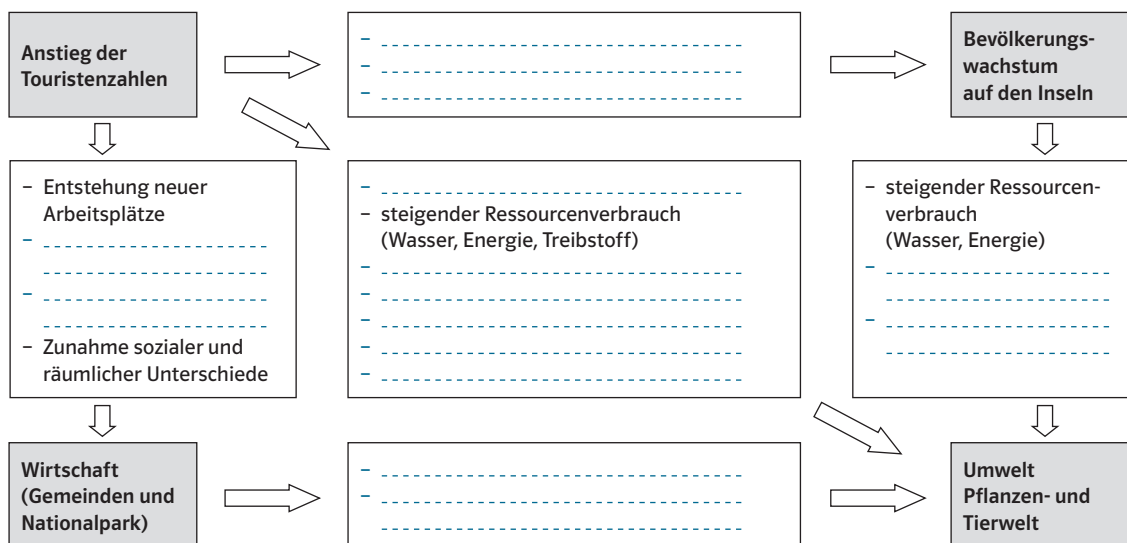 Anstieg der
Touristenzahlen
–
–
–
Bevölkerungs-
wachstum
auf den Inseln
– Entstehung neuer
Arbeitsplätze
–
–
– Zunahme sozialer und
räumlicher Unterschiede
–
– steigender Ressourcenverbrauch
(Wasser, Energie, Treibstoff)
–
–
–
–
–
– steigender Ressourcen-
verbrauch
(Wasser, Energie)
–
–
Wirtschaft
(Gemeinden und
Nationalpark)
–
–
Umwelt
Pflanzen- und
Tierwelt